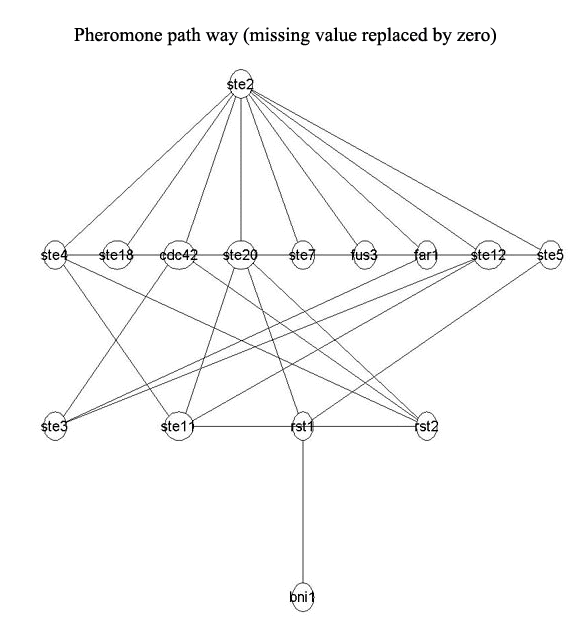 Pheromone path way (missing value replaced by zero)
ste2
ste4 ste18 cdc42 ste20 ste7 fus3 far1 ste12 ste5
ste3 ste11 rst1 rst2
bni1